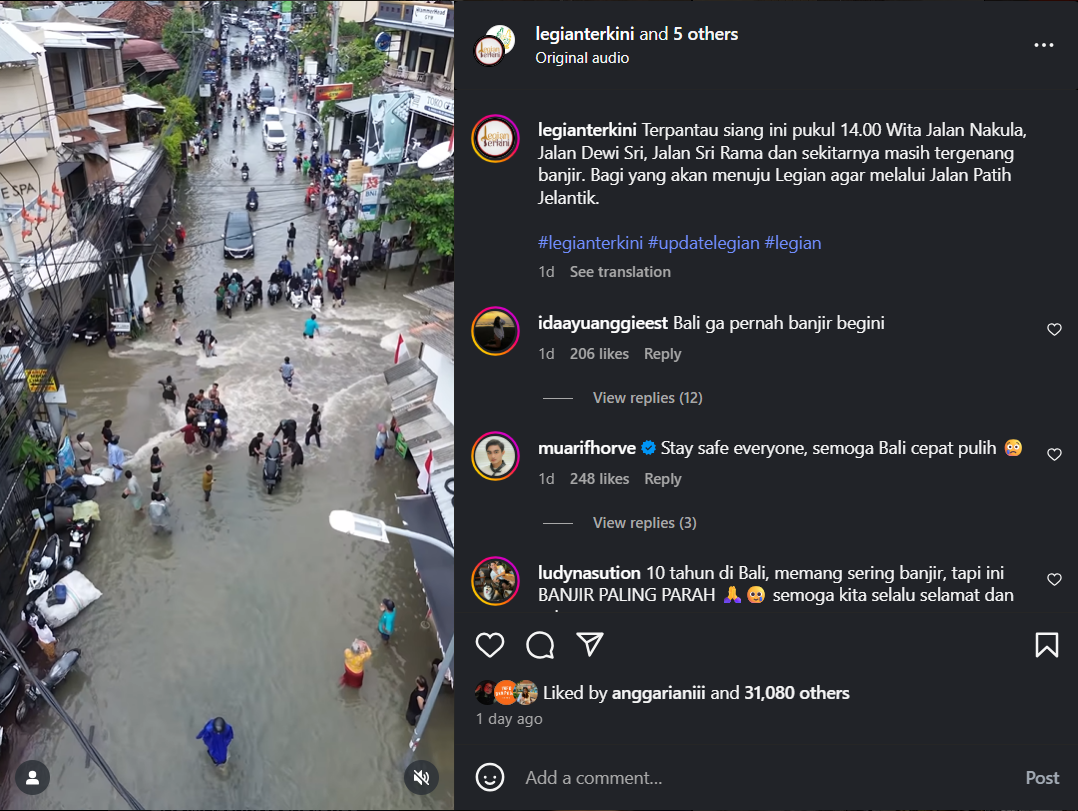 HammerHead
GYM
TOKO
BNI
E SPA
legianterkini and 5 others
Original audio
legianterkini Terpantau siang ini pukul 14.00 Wita Jalan Nakula,
Jalan Dewi Sri, Jalan Sri Rama dan sekitarnya masih tergenang
banjir. Bagi yang akan menuju Legian agar melalui Jalan Patih
Jelantik.
#legianterkini #updatelegian #legian
1d See translation
idaayuanggieest Bali ga pernah banjir begini
1d 206 likes Reply
View replies (12)
muarifhorve Stay safe everyone, semoga Bali cepat pulih 😰
1d 248 likes Reply
View replies (3)
ludynasution 10 tahun di Bali, memang sering banjir, tapi ini
BANJIR PALING PARAH 🙏🥹 semoga kita selalu selamat dan
Liked by anggarianiii and 31,080 others
1 day ago
Add a comment...
Post